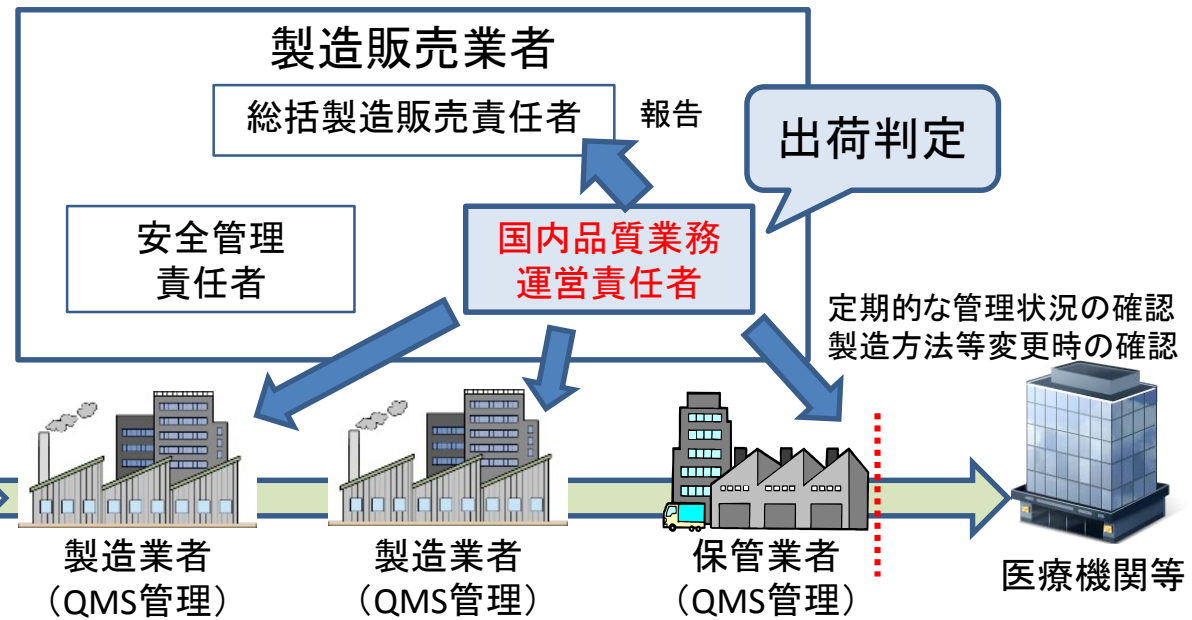 製造販売業者
総括製造販売責任者
報告
出荷判定
安全管理
責任者
国内品質業務
運営責任者
定期的な管理状況の確認
製造方法等変更時の確認
製造業者
（QMS管理）
製造業者
（QMS管理）
保管業者
（QMS管理）
医療機関等